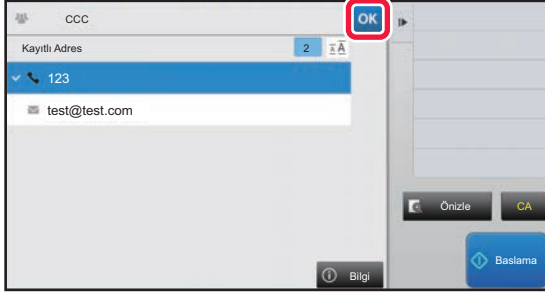 CCC
OK
Kayıtlı Adres
2
A A
123
test@test.com
Önizle
CA
Baslama
Bilgi